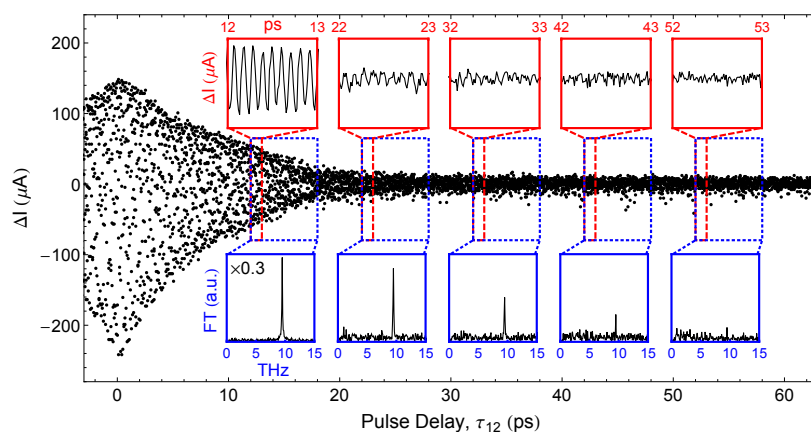 12 ps 13 22 23 32 33 42 43 52 53
200
ΔI (μA)
100
0
ΔI (μA)
−100
×0.3
FT (a.u.)
−200
0 5 10 15 0 5 10 15 0 5 10 15 0 5 10 15 0 5 10 15
THz
0 10 20 30 40 50 60
Pulse Delay, τ12 (ps)